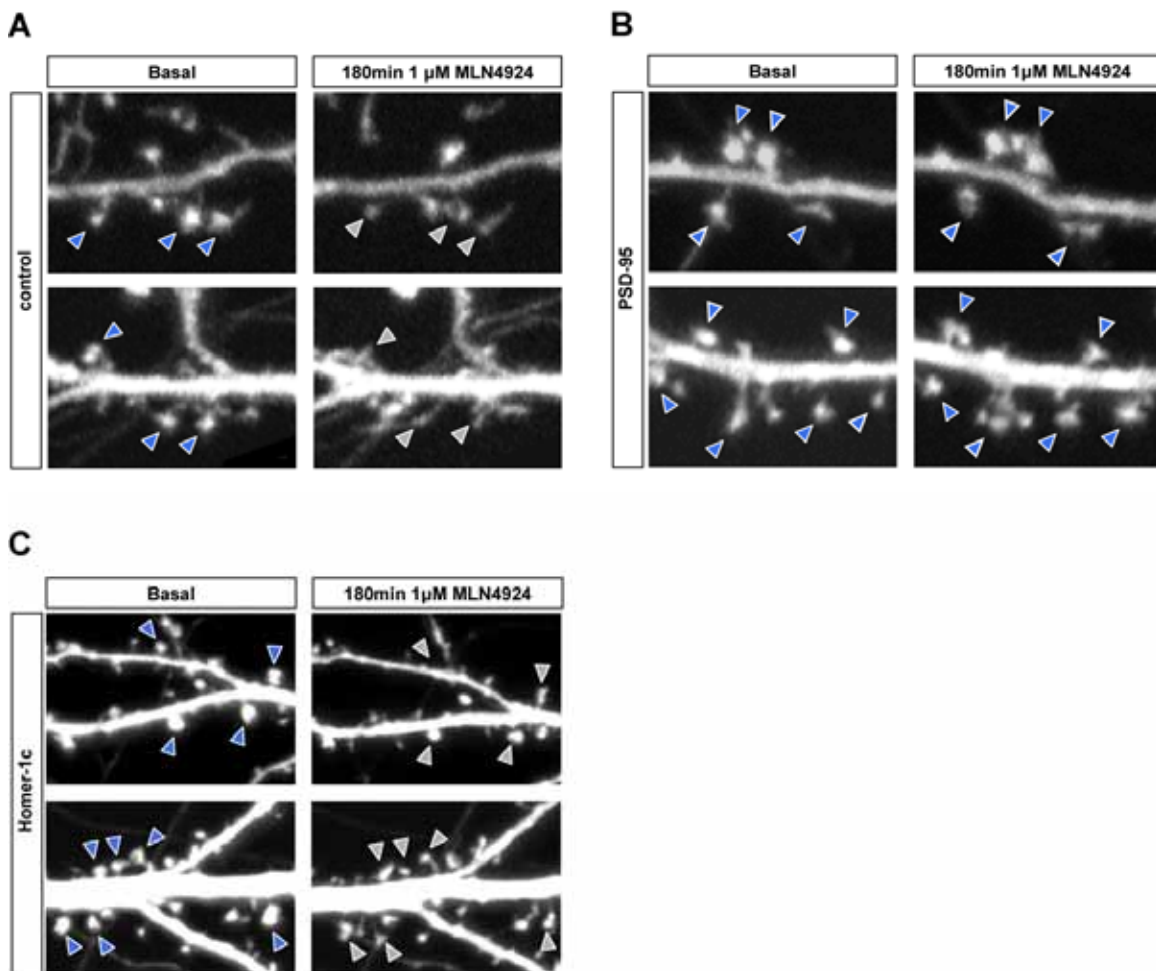 A
Basal
180min 1 µM MLN4924
control
B
Basal
180min 1µM MLN4924
PSD-95
C
Basal
180min 1µM MLN4924
Homer-1c